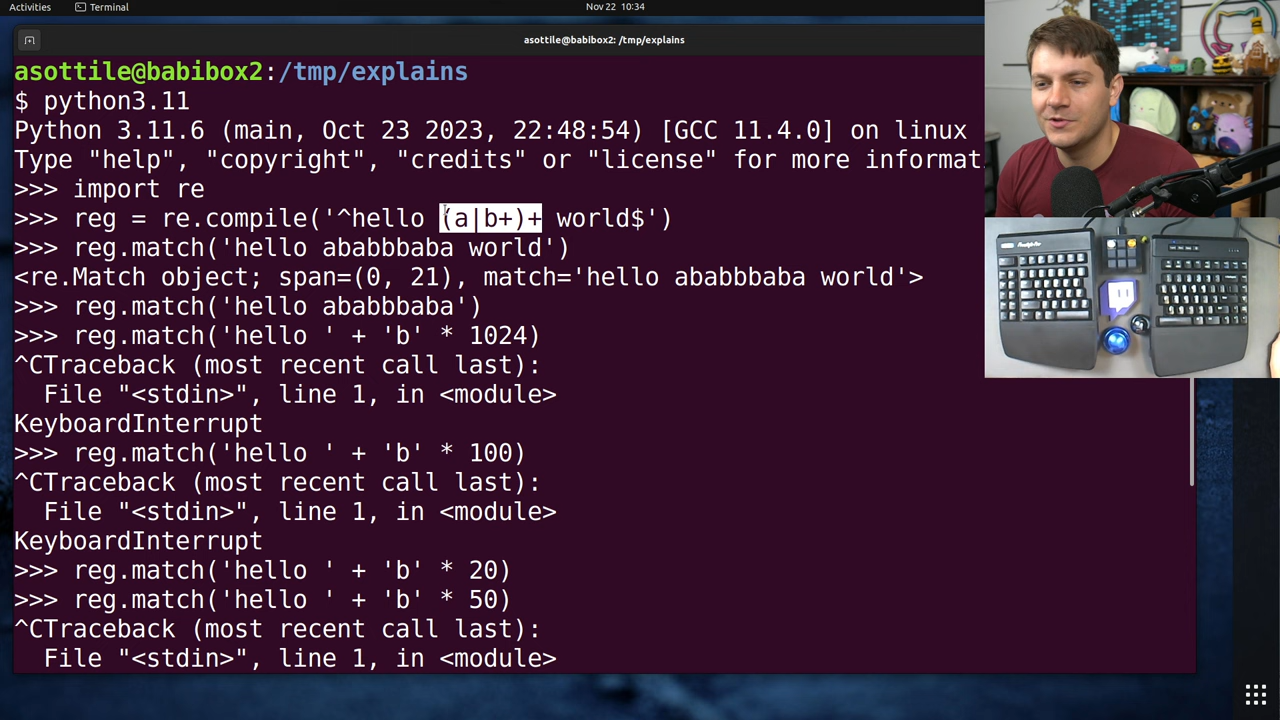 Activities
Terminal
Nov 22 10:34
asottile@babibox2: /tmp/explains
asottile@babibox2:/tmp/explains
$ python3.11
Python 3.11.6 (main, Oct 23 2023, 22:48:54) [GCC 11.4.0] on linux
Type "help", "copyright", "credits" or "license" for more informat
>>> import re
>>> reg = re.compile('^hello (a|b+)+ world$')
>>> reg.match('hello ababbbaba world')
<re.Match object; span=(0, 21), match='hello ababbbaba world'>
>>> reg.match('hello ababbbaba')
>>> reg.match('hello ' + 'b' * 1024)
^CTraceback (most recent call last):
  File "<stdin>", line 1, in <module>
KeyboardInterrupt
>>> reg.match('hello ' + 'b' * 100)
^CTraceback (most recent call last):
  File "<stdin>", line 1, in <module>
KeyboardInterrupt
>>> reg.match('hello ' + 'b' * 20)
>>> reg.match('hello ' + 'b' * 50)
^CTraceback (most recent call last):
  File "<stdin>", line 1, in <module>